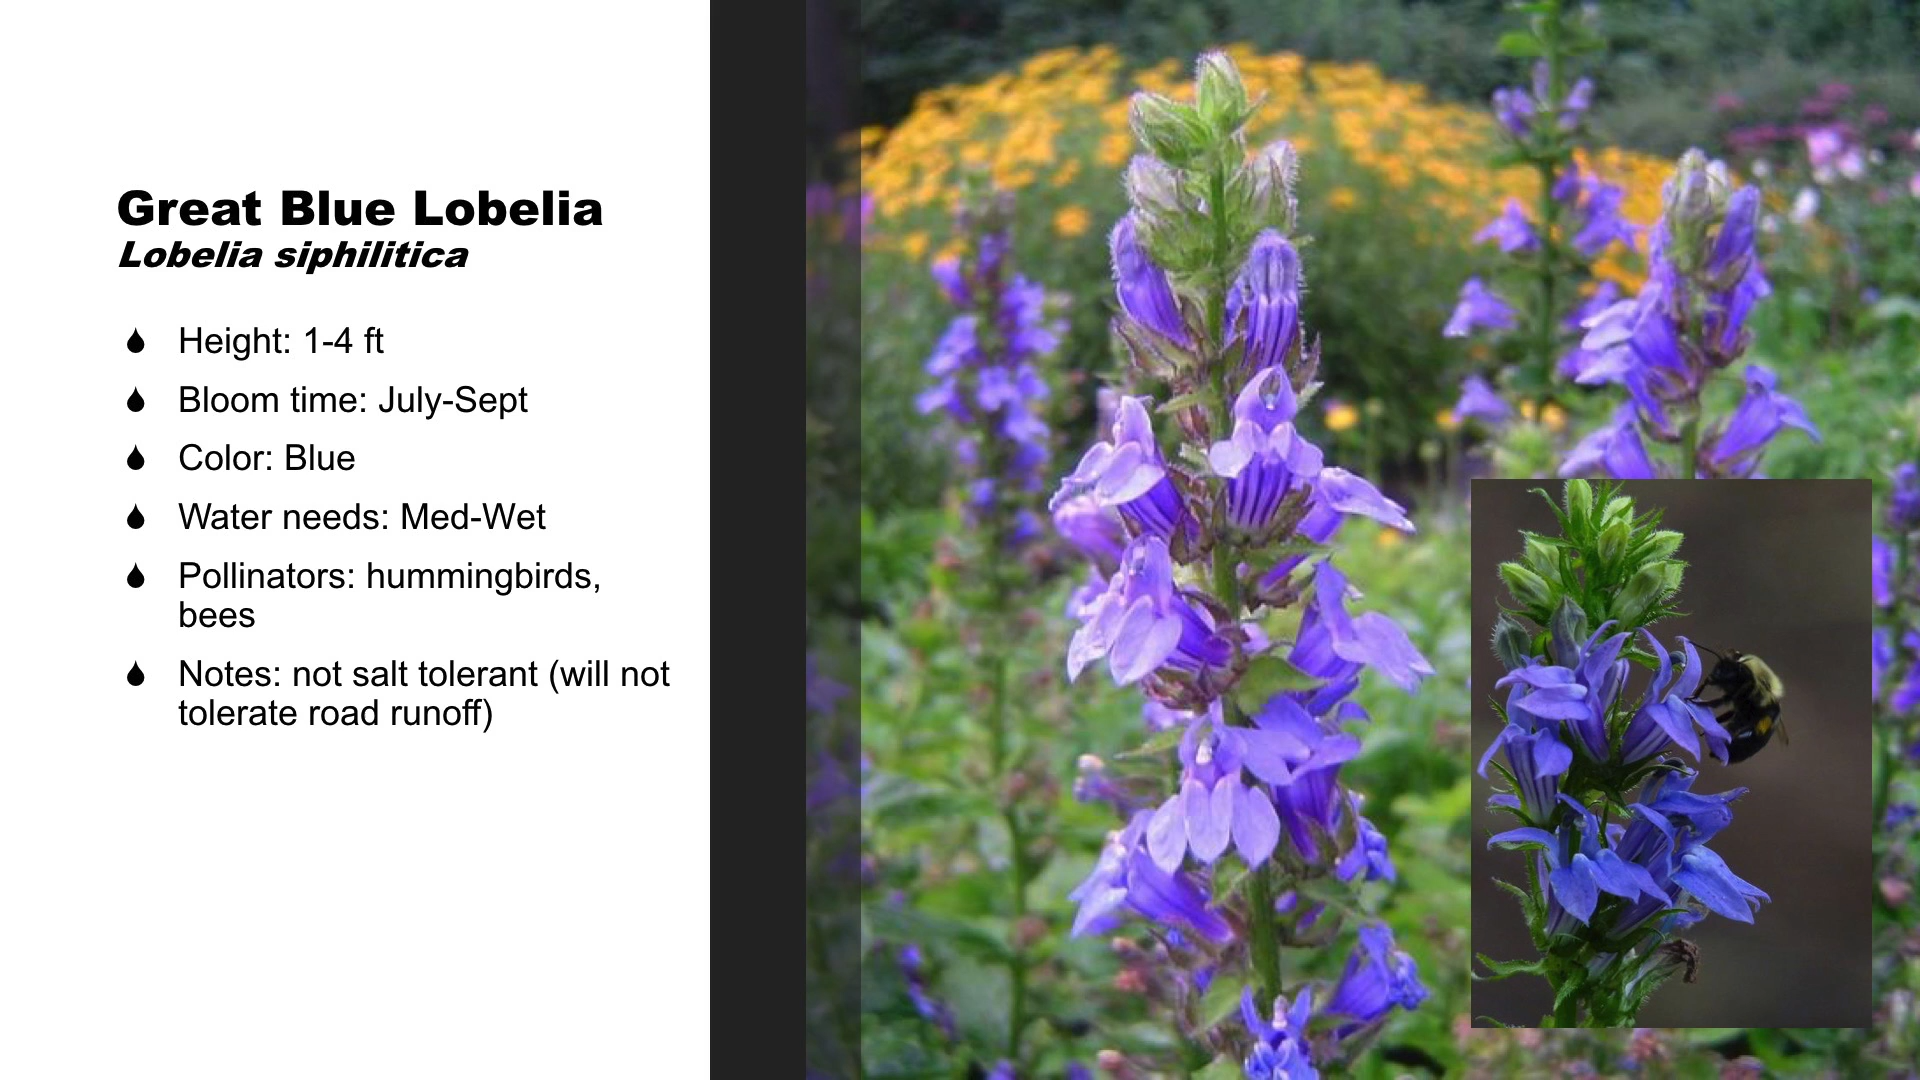 Great Blue Lobelia
Lobelia siphilitica
Height: 1-4 ft
Bloom time: July-Sept
Color: Blue
Water needs: Med-Wet
Pollinators: hummingbirds,
bees
Notes: not salt tolerant (will not
tolerate road runoff)